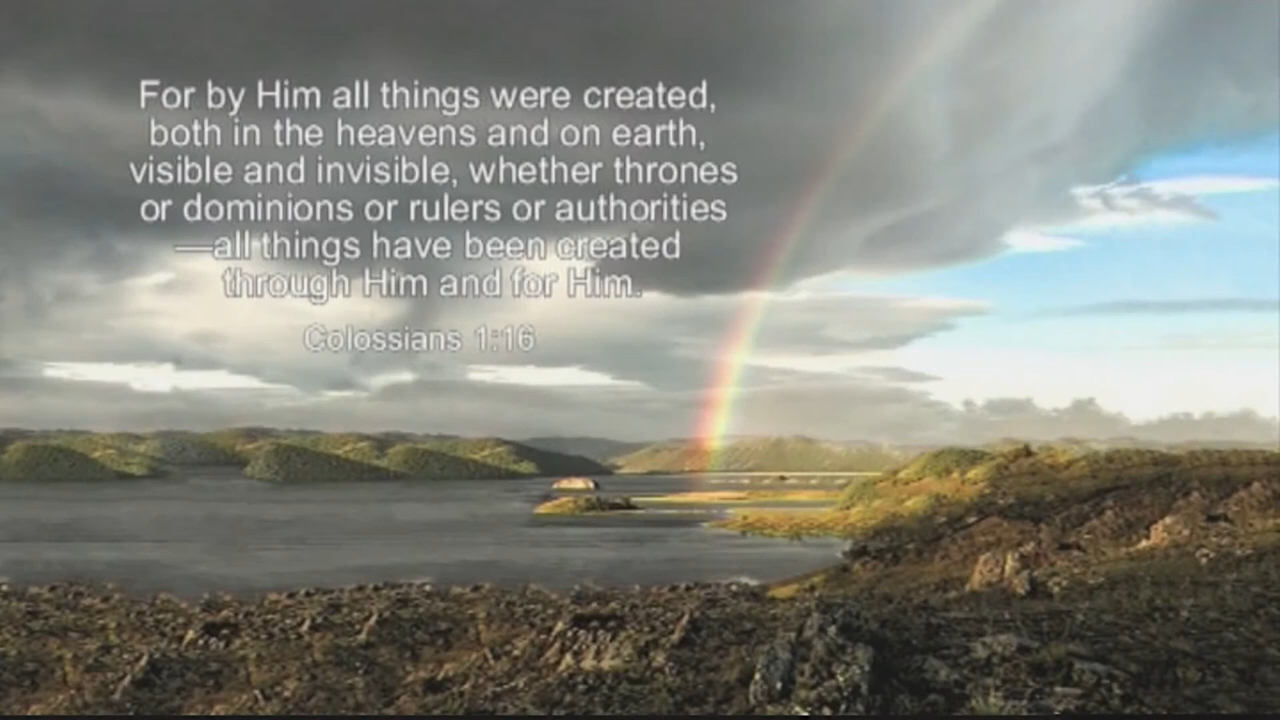 For by Him all things were created,
both in the heavens and on earth,
visible and invisible, whether thrones
or dominions or rulers or authorities
—all things have been created
through Him and for Him.
Colossians 1:16